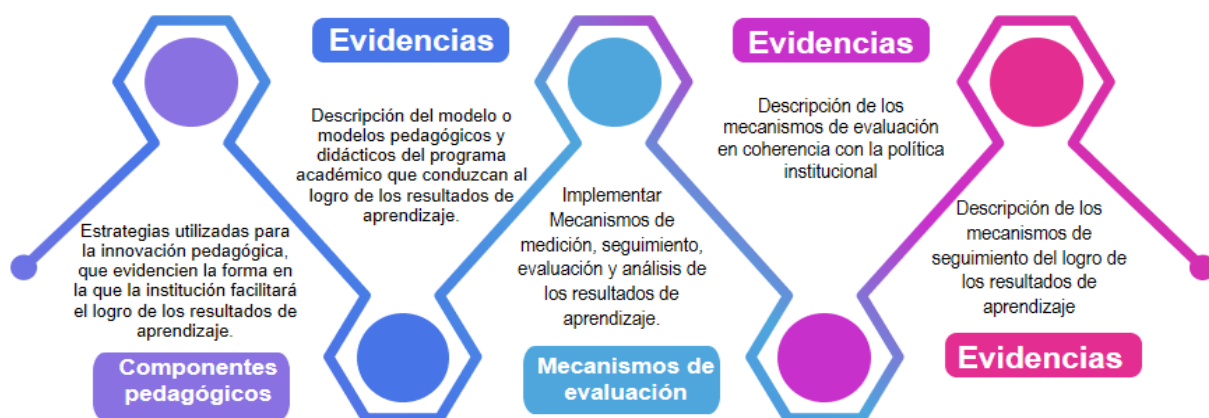 Estrategias utilizadas para
la innovación pedagógica,
que evidencien la forma en
la que la institución facilitará
el logro de los resultados de
aprendizaje.
Componentes
pedagógicos
Evidencias
Descripción del modelo o
modelos pedagógicos y
didácticos del programa
académico que conduzcan al
logro de los resultados de
aprendizaje.
Implementar
Mecanismos de
medición, seguimiento,
evaluación y análisis de
los resultados de
aprendizaje.
Mecanismos de
evaluación
Evidencias
Descripción de los
mecanismos de evaluación
en coherencia con la política
institucional
Descripción de los
mecanismos de
seguimiento del logro de
los resultados de
aprendizaje
Evidencias